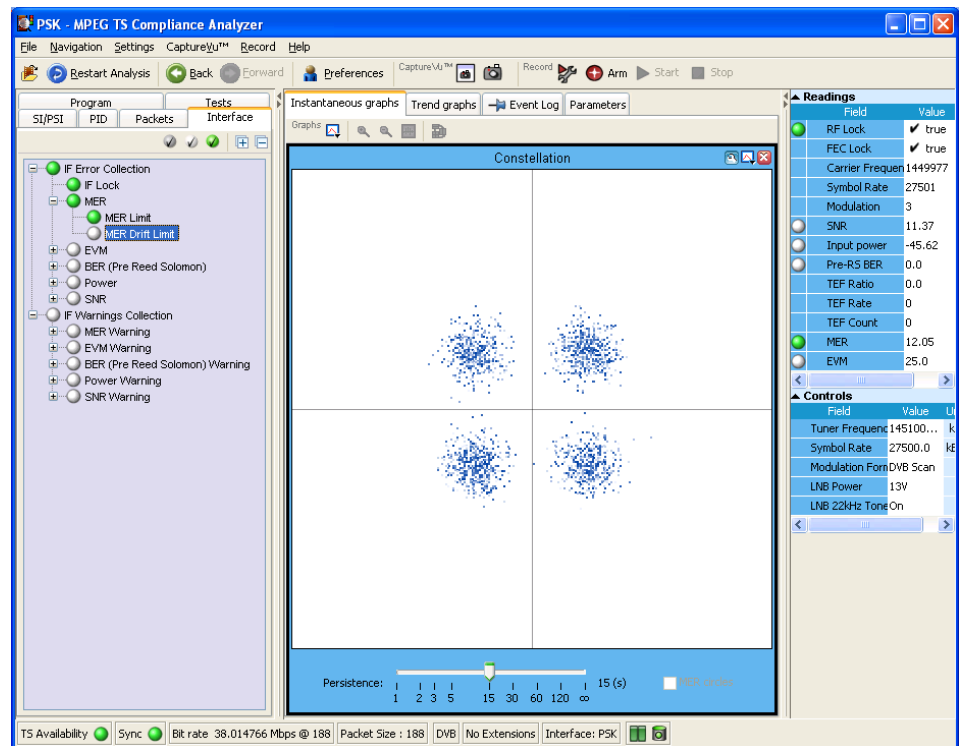 PSK - MPEG TS Compliance Analyzer
File Navigation Settings CaptureVu™ Record Help
Restart Analysis Back Forward Preferences CaptureVu™ Record Arm Start Stop
Program Tests
SI/PSI PID Packets Interface
IF Error Collection
IF Lock
MER
MER Limit
MER Drift Limit
EVM
BER (Pre Reed Solomon)
Power
SNR
IF Warnings Collection
MER Warning
EVM Warning
BER (Pre Reed Solomon) Warning
Power Warning
SNR Warning
Instantaneous graphs Trend graphs Event Log Parameters
Graphs
Constellation
Persistence: 15 (s)
1 2 3 5 15 30 60 120 ∞
Readings
Field Value
RF Lock ✔ true
FEC Lock ✔ tru
Carrier Frequen 1449977
Symbol Rate 27501
Modulation 3
SNR 11.37
Input power -45.62
Pre-RS BER 0.0
TEF Ratio 0.0
TEF Rate 0
TEF Count 0
MER 12.05
EVM 25.0
Controls
Field Value U
Tuner Frequenc 145100... k
Symbol Rate 27500.0 kE
Modulation Forn DVB Scan
LNB Power 13V
LNB 22kHz Tone On
TS Availability Sync Bit rate 38.014766 Mbps @ 188 Packet Size : 188 DVB No Extensions Interface: PSK